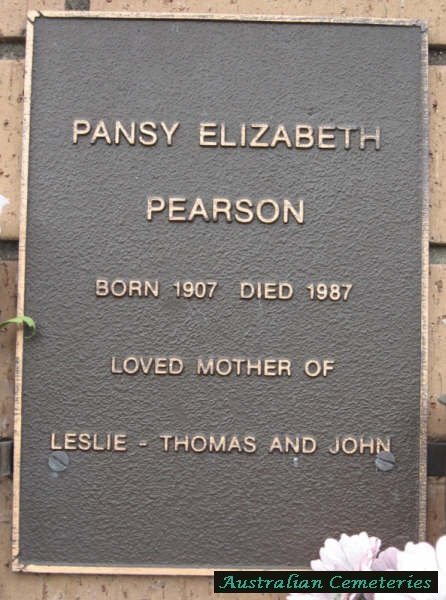 PANSY ELIZABETH
PEARSON
BORN 1907 DIED 1987
LOVED MOTHER OF
LESLIE - THOMAS AND JOHN
Australian Cemeteries